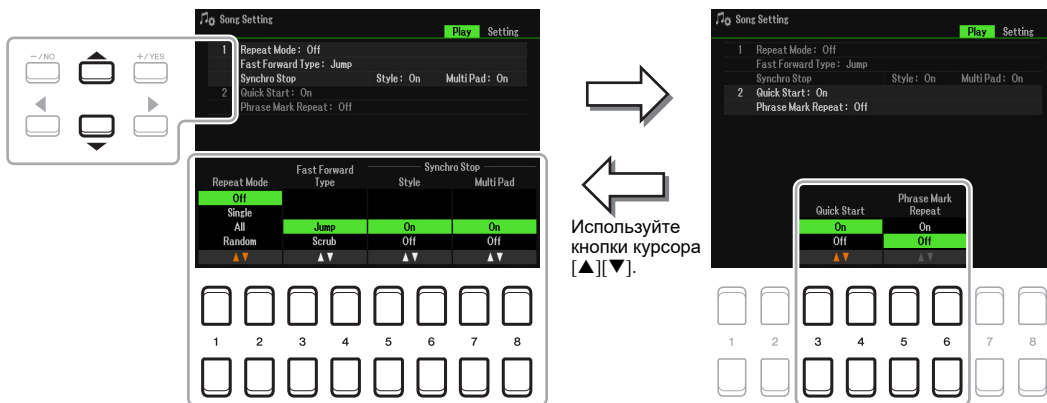 Song Setting
Play Setting
1 Repeat Mode: Off
Fast Forward Type: Jump
Synchro Stop Style: On Multi Pad: On
2 Quick Start: On
Phrase Mark Repeat: Off
-/NO +/YES
Synchro Stop
Repeat Mode Fast Forward Type Style Multi Pad
Off
Single
All Jump On On
Random Scrub Off Off
1 2 3 4 5 6 7 8
Используйте
кнопки курсора
[▲][▼].
Song Setting
Play Setting
1 Repeat Mode: Off
Fast Forward Type: Jump
Synchro Stop Style: On Multi Pad: On
2 Quick Start: On
Phrase Mark Repeat: Off
Quick Start Phrase Mark Repeat
On On
Off Off
1 2 3 4 5 6 7 8